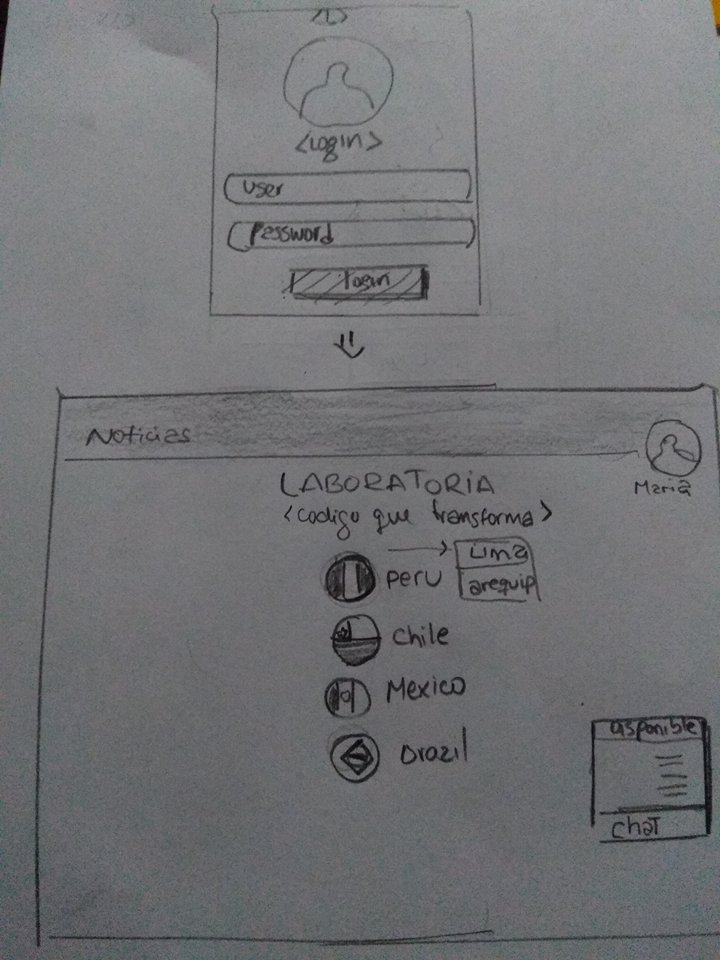 <L>
<Login>
User
Password
login
Noticias
Maria
LABORATORIA
<codigo que transforma>
Peru
Lima
arequip
chile
Mexico
Brazil
disponible
chat